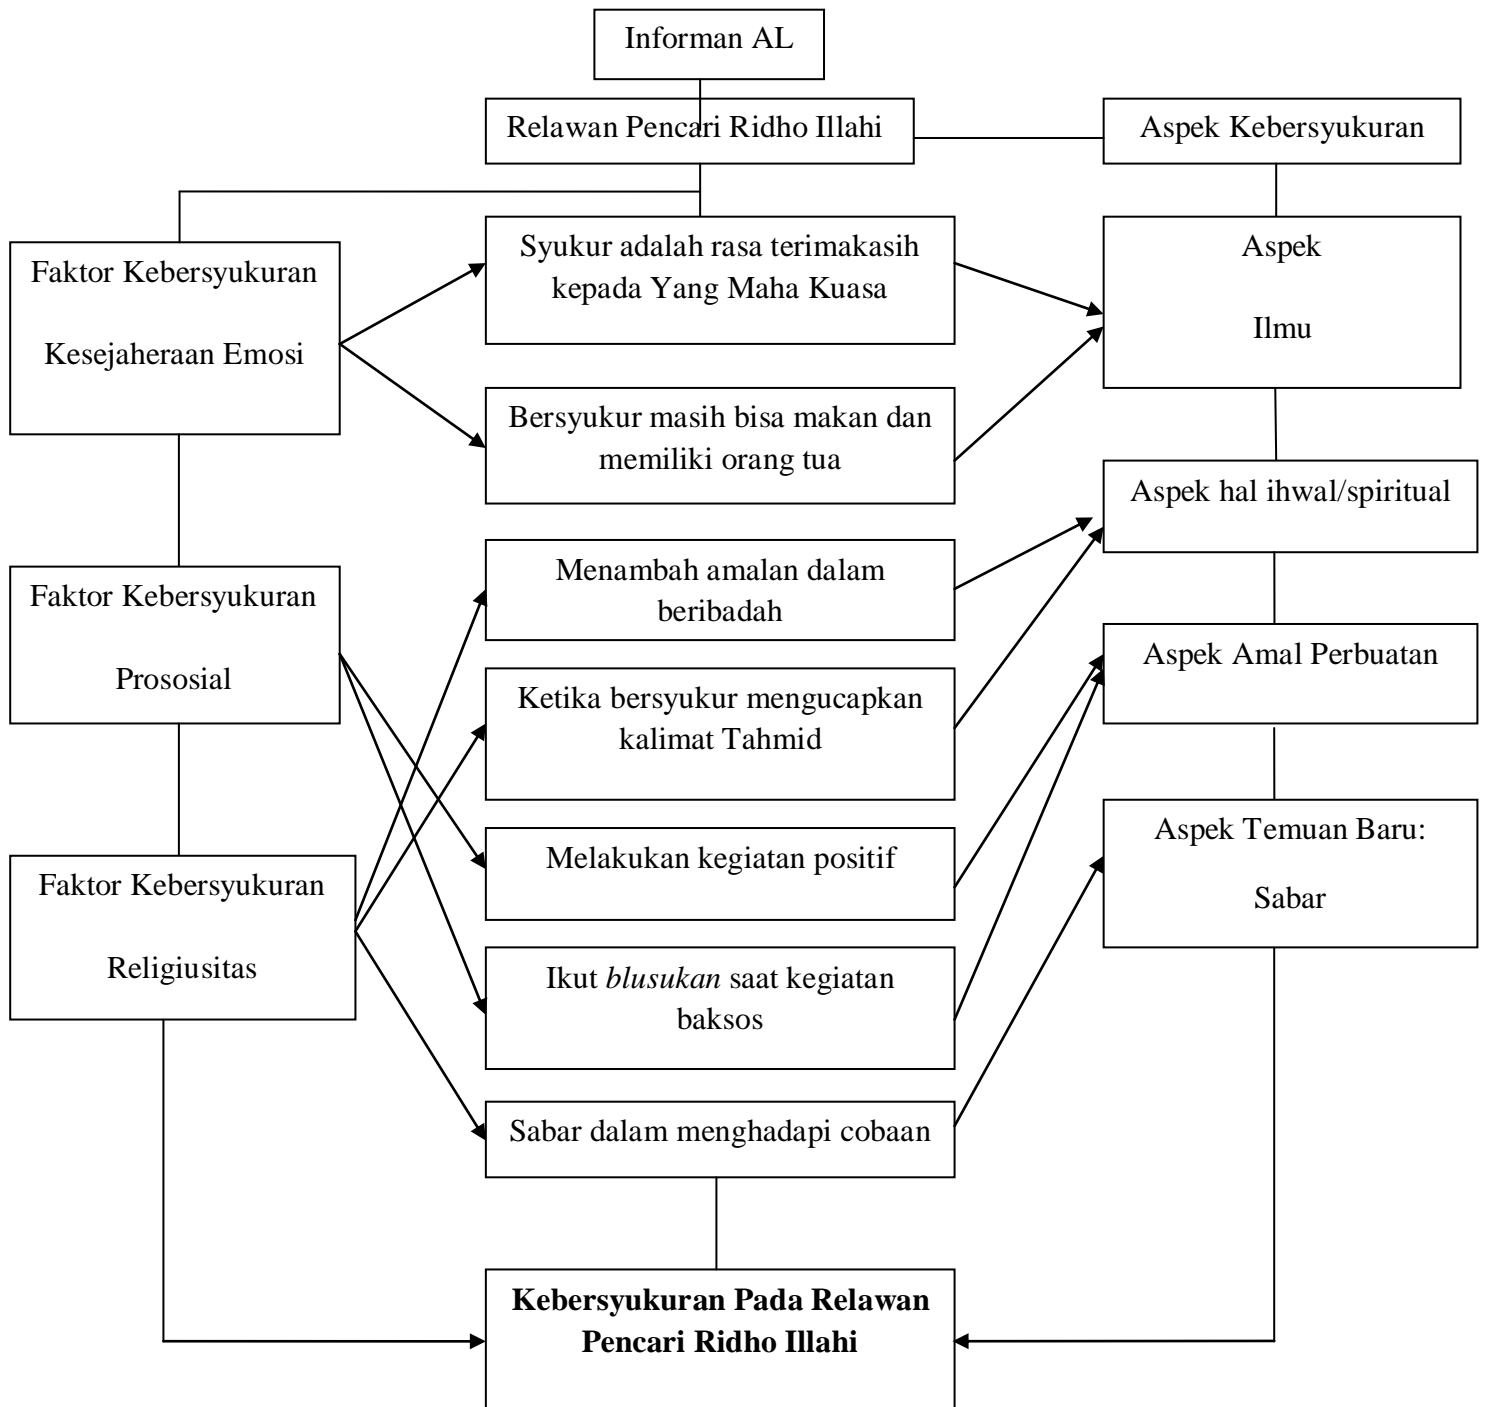 Informan AL
Relawan Pencari Ridho Illahi
Aspek Kebersyukuran
Faktor Kebersyukuran
Kesejaheraan Emosi
Syukur adalah rasa terimakasih
kepada Yang Maha Kuasa
Aspek
Ilmu
Bersyukur masih bisa makan dan
memiliki orang tua
Aspek hal ihwal/spiritual
Faktor Kebersyukuran
Prososial
Menambah amalan dalam
beribadah
Aspek Amal Perbuatan
Ketika bersyukur mengucapkan
kalimat Tahmid
Faktor Kebersyukuran
Religiusitas
Melakukan kegiatan positif
Aspek Temuan Baru:
Sabar
Ikut blusukan saat kegiatan
baksos
Sabar dalam menghadapi cobaan
Kebersyukuran Pada Relawan
Pencari Ridho Illahi